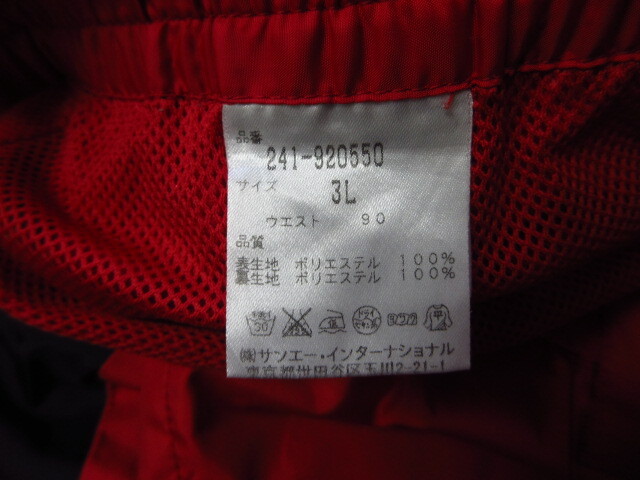 品番
241-920550
サイズ 3L
ウエスト 90
品質
表生地 ポリエステル 100%
裏生地 ポリエステル 100%
㈱サンエー・インターナショナル
東京都世田谷区玉川2-21-1